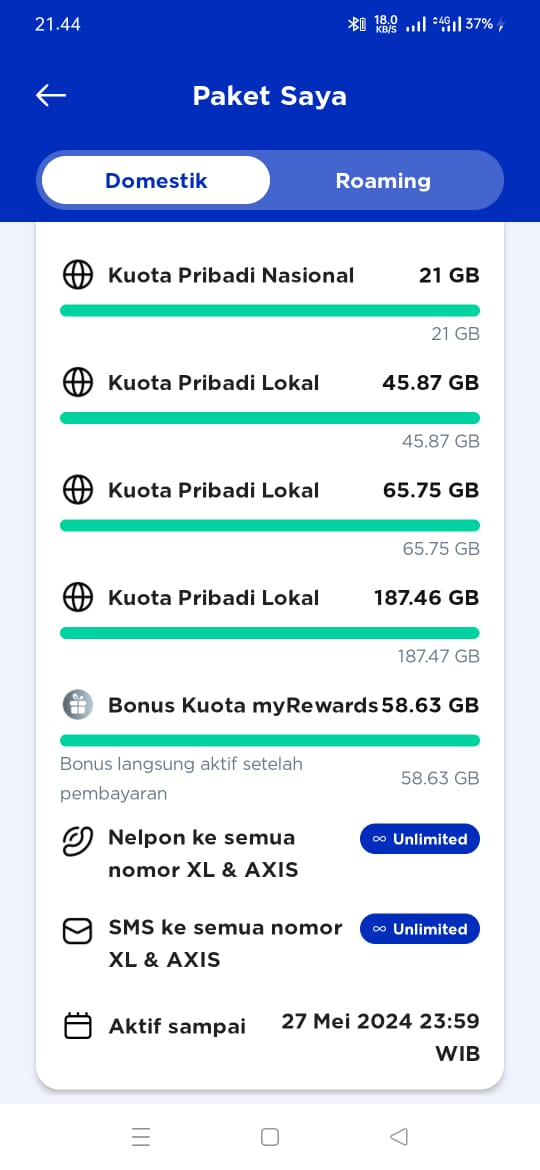 21.44
18.0 KB/S 4G 37%
Paket Saya
Domestik Roaming
Kuota Pribadi Nasional 21 GB
21 GB
Kuota Pribadi Lokal 45.87 GB
45.87 GB
Kuota Pribadi Lokal 65.75 GB
65.75 GB
Kuota Pribadi Lokal 187.46 GB
187.47 GB
Bonus Kuota myRewards 58.63 GB
Bonus langsung aktif setelah
pembayaran
58.63 GB
Nelpon ke semua
nomor XL & AXIS
∞ Unlimited
SMS ke semua nomor
XL & AXIS
∞ Unlimited
Aktif sampai
27 Mei 2024 23:59
WIB